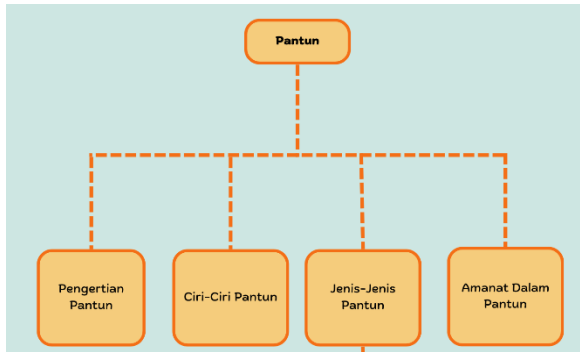 Pantun
Pengertian
Pantun
Ciri-Ciri Pantun
Jenis-Jenis
Pantun
Amanat Dalam
Pantun